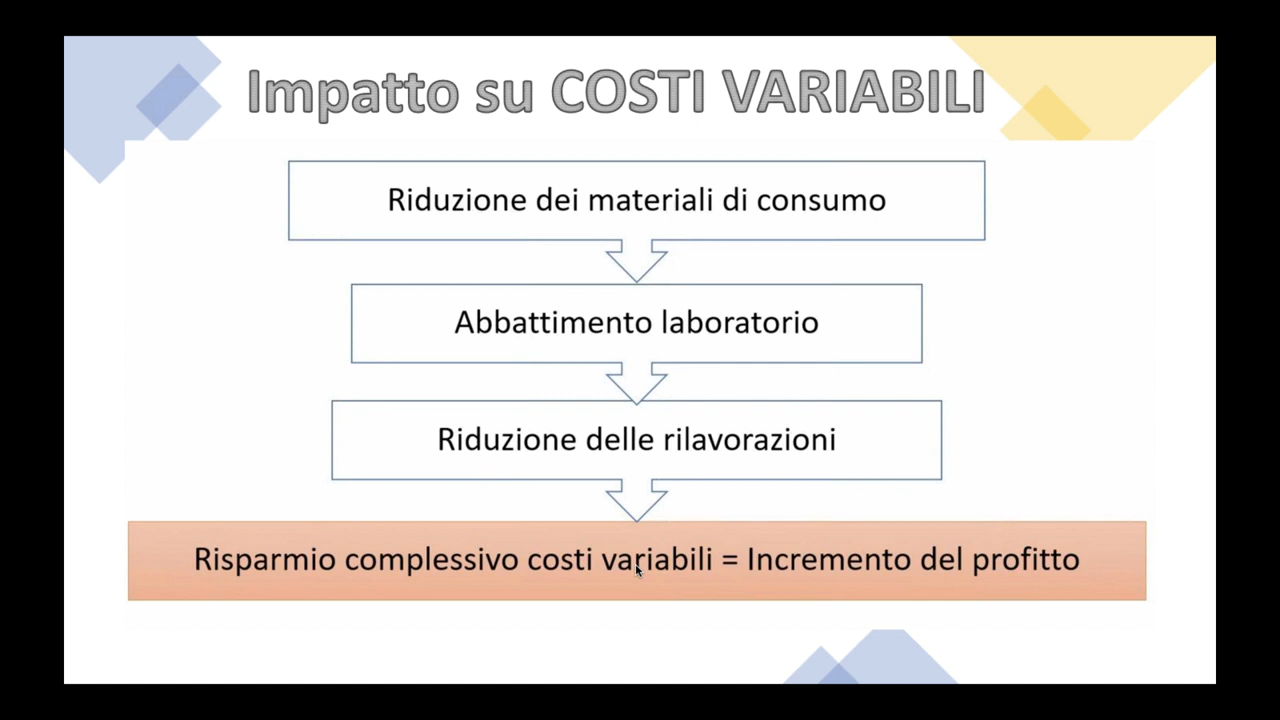 Impatto su COSTI VARIABILI
Riduzione dei materiali di consumo
Abbattimento laboratorio
Riduzione delle rilavorazioni
Risparmio complessivo costi variabili = Incremento del profitto